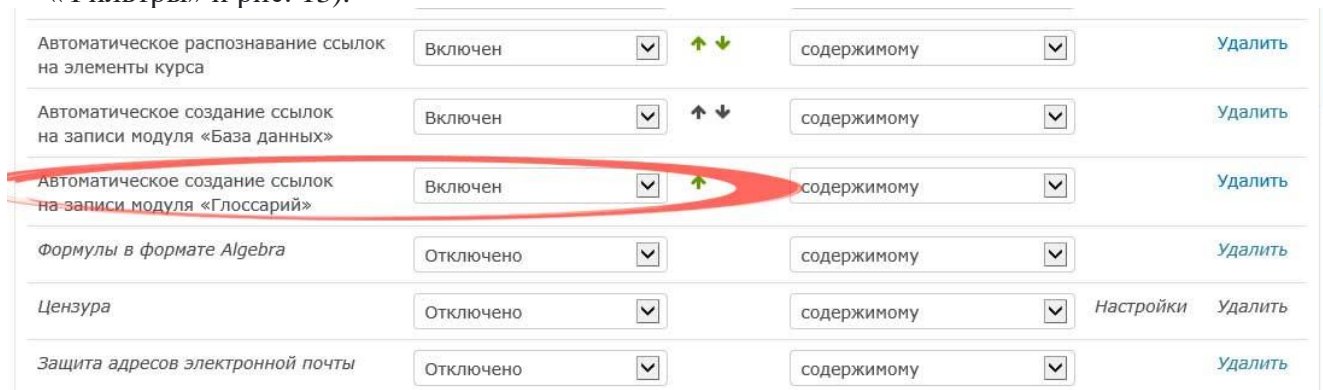 Автоматическое распознавание ссылок Включен содержимому Удалить
на элементы курса
Автоматическое создание ссылок Включен содержимому Удалить
на записи модуля «База данных»
Автоматическое создание ссылок Включен содержимому Удалить
на записи модуля «Глоссарий»
Формулы в формате Algebra Отключено содержимому Удалить
Цензура Отключено содержимому Настройки Удалить
Защита адресов электронной почты Отключено содержимому Удалить